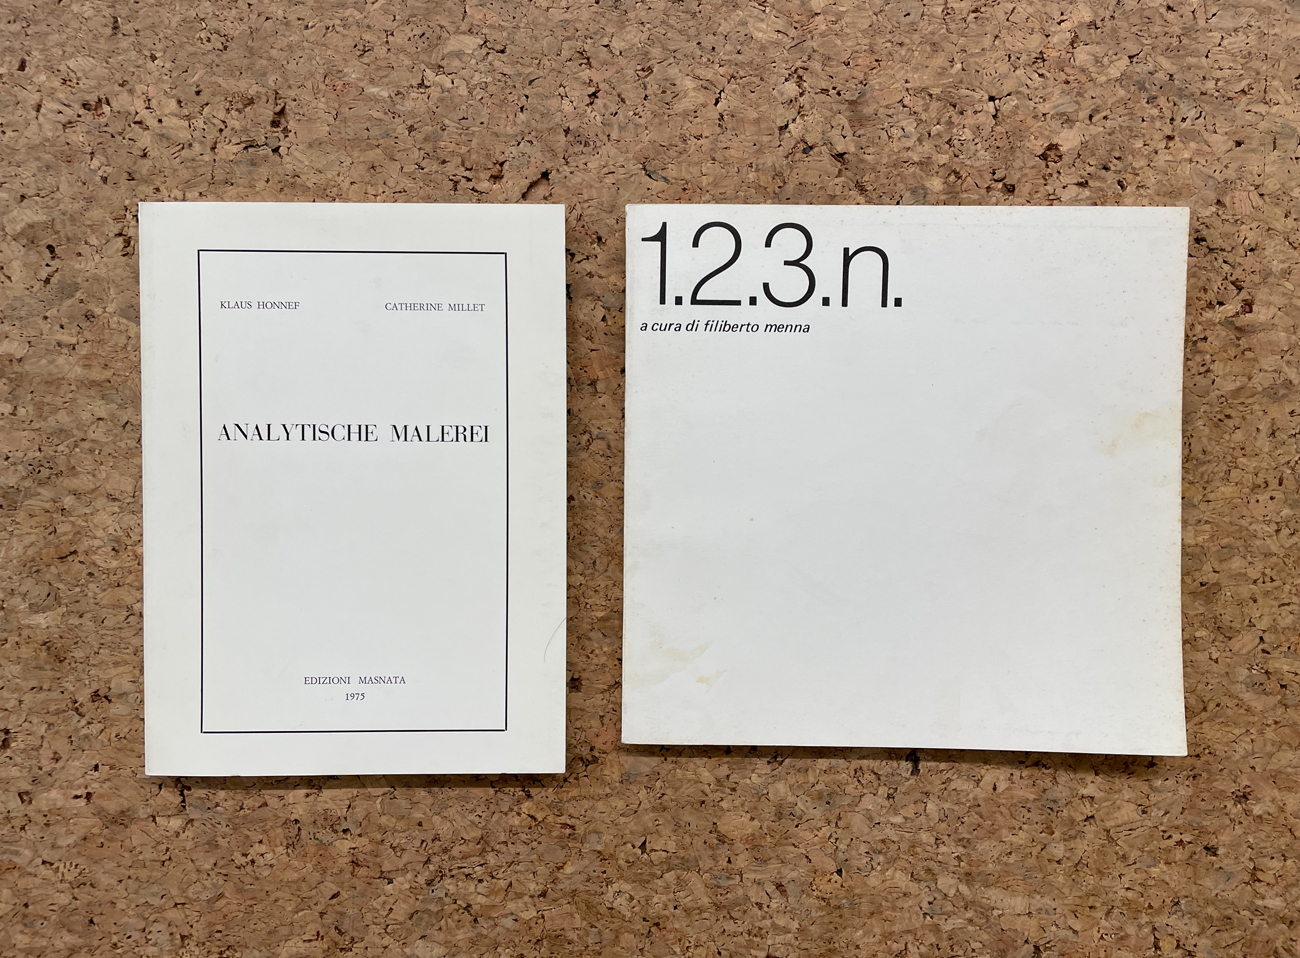 KLAUS HONNEF CATHERINE MILLET
ANALYTISCHE MALEREI
EDIZIONI MASNATA
1975
1.2.3.n.
a cura di filiberto menna